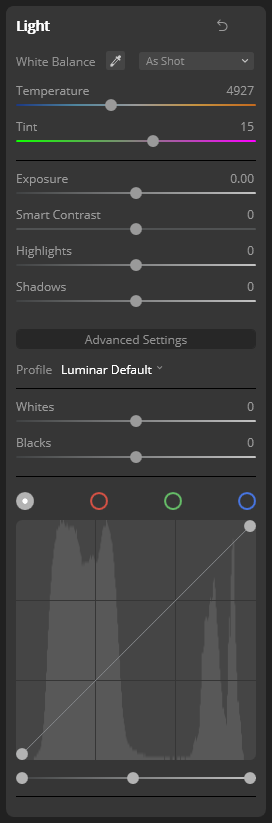 Light
White Balance As Shot
Temperature 4927
Tint 15
Exposure 0.00
Smart Contrast 0
Highlights 0
Shadows 0
Advanced Settings
Profile Luminar Default
Whites 0
Blacks 0